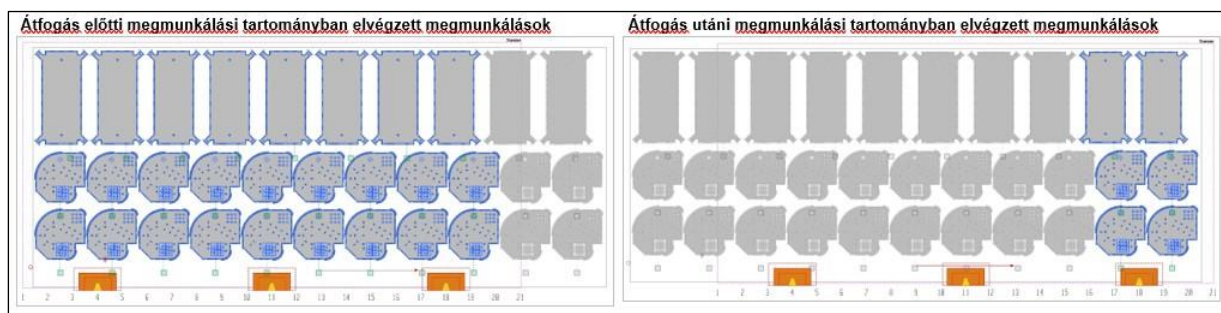 Átfogás előtti megmunkálási tartományban elvégzett megmunkálások
Átfogás utáni megmunkálási tartományban elvégzett megmunkálások
1 2 3 4 5 6 7 8 9 10 11 12 13 14 15 16 17 18 19 20 21
1 2 3 4 5 6 7 8 9 10 11 12 13 14 15 16 17 18 19 20 21